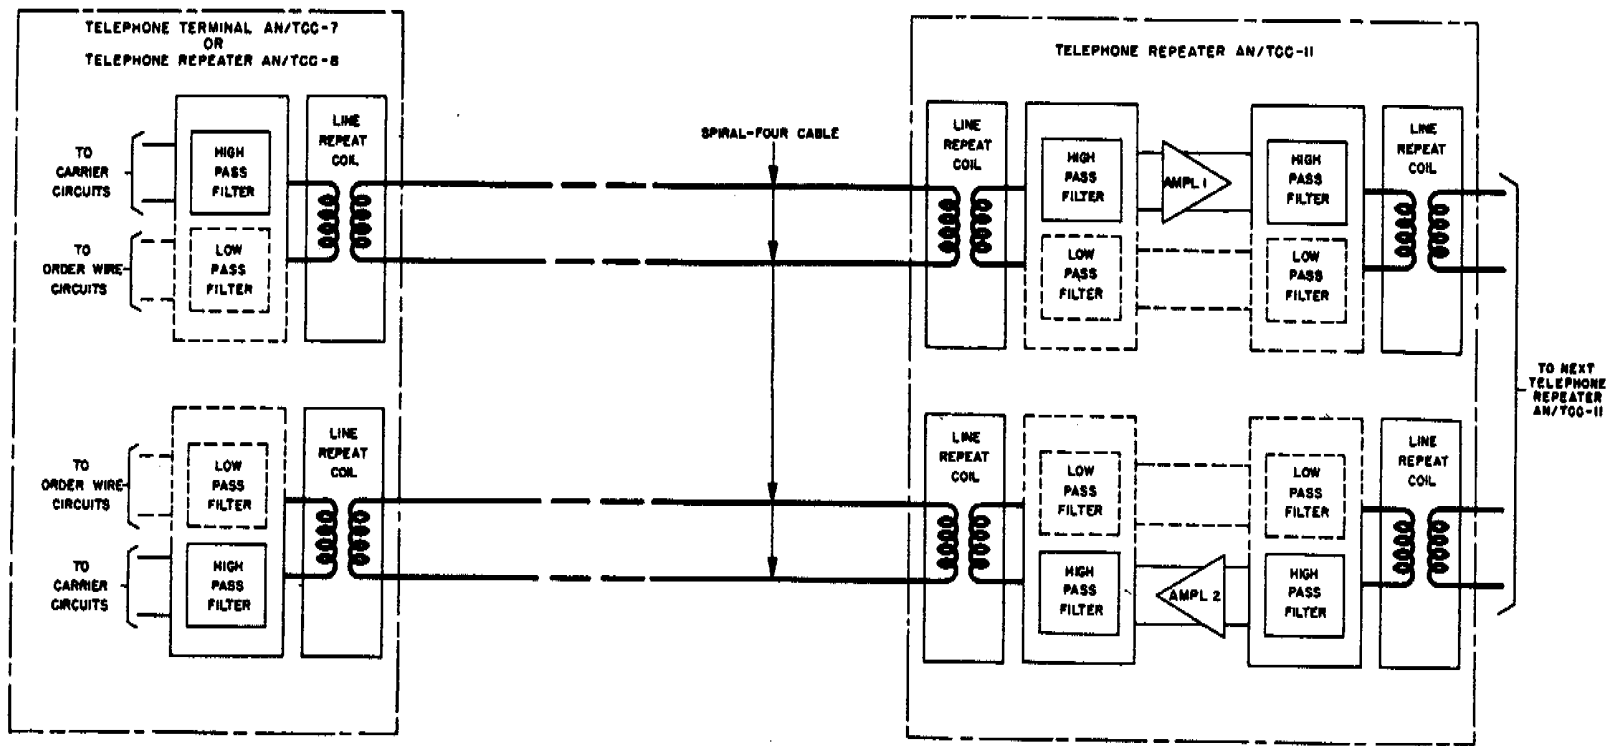 TELEPHONE TERMINAL AN/TCC-7
OR
TELEPHONE REPEATER AN/TCC-8
TO
CARRIER
CIRCUITS
HIGH
PASS
FILTER
LINE
REPEAT
COIL
TO
ORDER WIRE
CIRCUITS
LOW
PASS
FILTER
TO
ORDER WIRE
CIRCUITS
LOW
PASS
FILTER
LINE
REPEAT
COIL
TO
CARRIER
CIRCUITS
HIGH
PASS
FILTER
SPIRAL-FOUR CABLE
TELEPHONE REPEATER AN/TCC-11
LINE
REPEAT
COIL
HIGH
PASS
FILTER
AMPL 1
HIGH
PASS
FILTER
LINE
REPEAT
COIL
LOW
PASS
FILTER
LOW
PASS
FILTER
LINE
REPEAT
COIL
LOW
PASS
FILTER
LOW
PASS
FILTER
LINE
REPEAT
COIL
HIGH
PASS
FILTER
AMPL 2
HIGH
PASS
FILTER
TO NEXT
TELEPHONE
REPEATER
AN/TCC-11